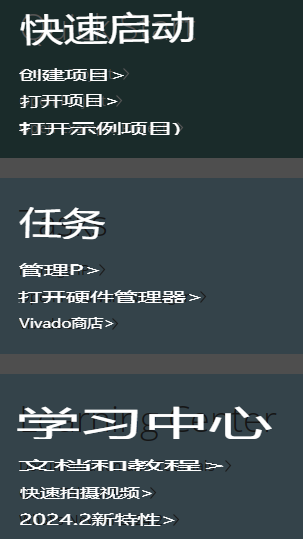 快速启动
创建项目>
打开项目>
打开示例项目)
任务
管理P>
打开硬件管理器>
Vivado商店>
学习中心
文档和教程>
快速拍摄视频>
2024.2新特性>